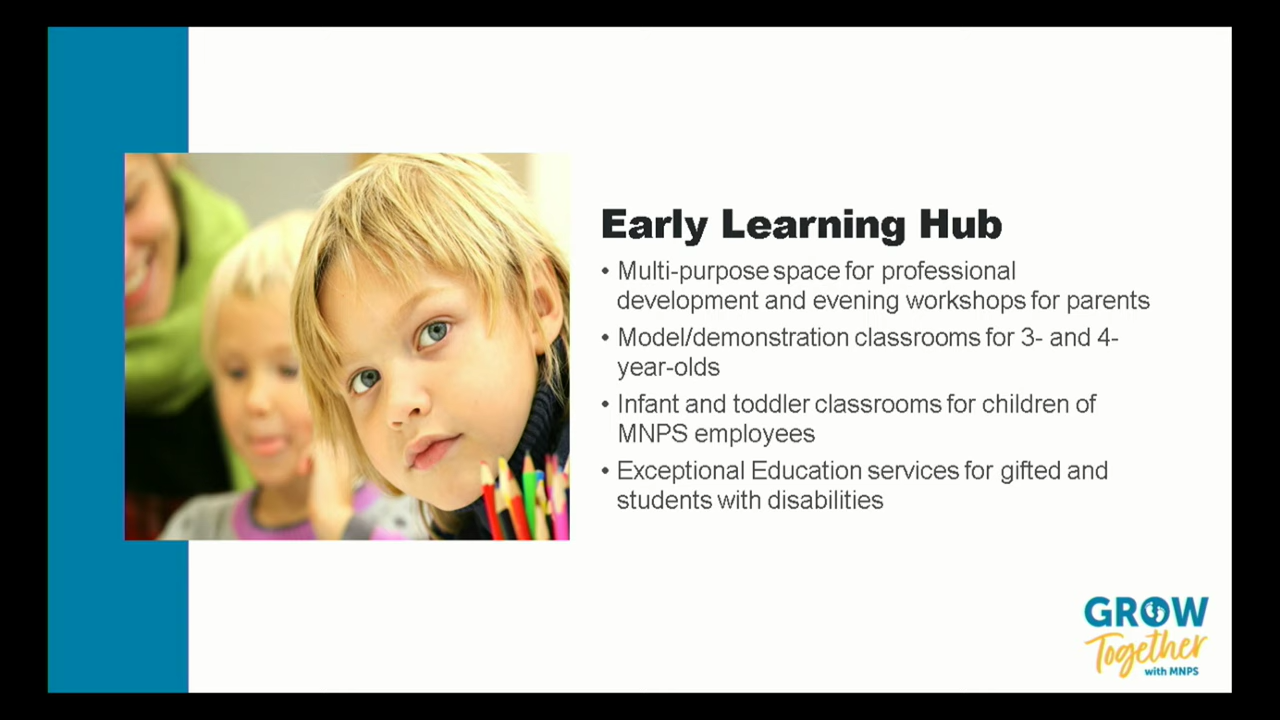 Early Learning Hub
• Multi-purpose space for professional
development and evening workshops for parents
• Model/demonstration classrooms for 3- and 4-
year-olds
• Infant and toddler classrooms for children of
MNPS employees
• Exceptional Education services for gifted and
students with disabilities
GROW
Together
with MNPS